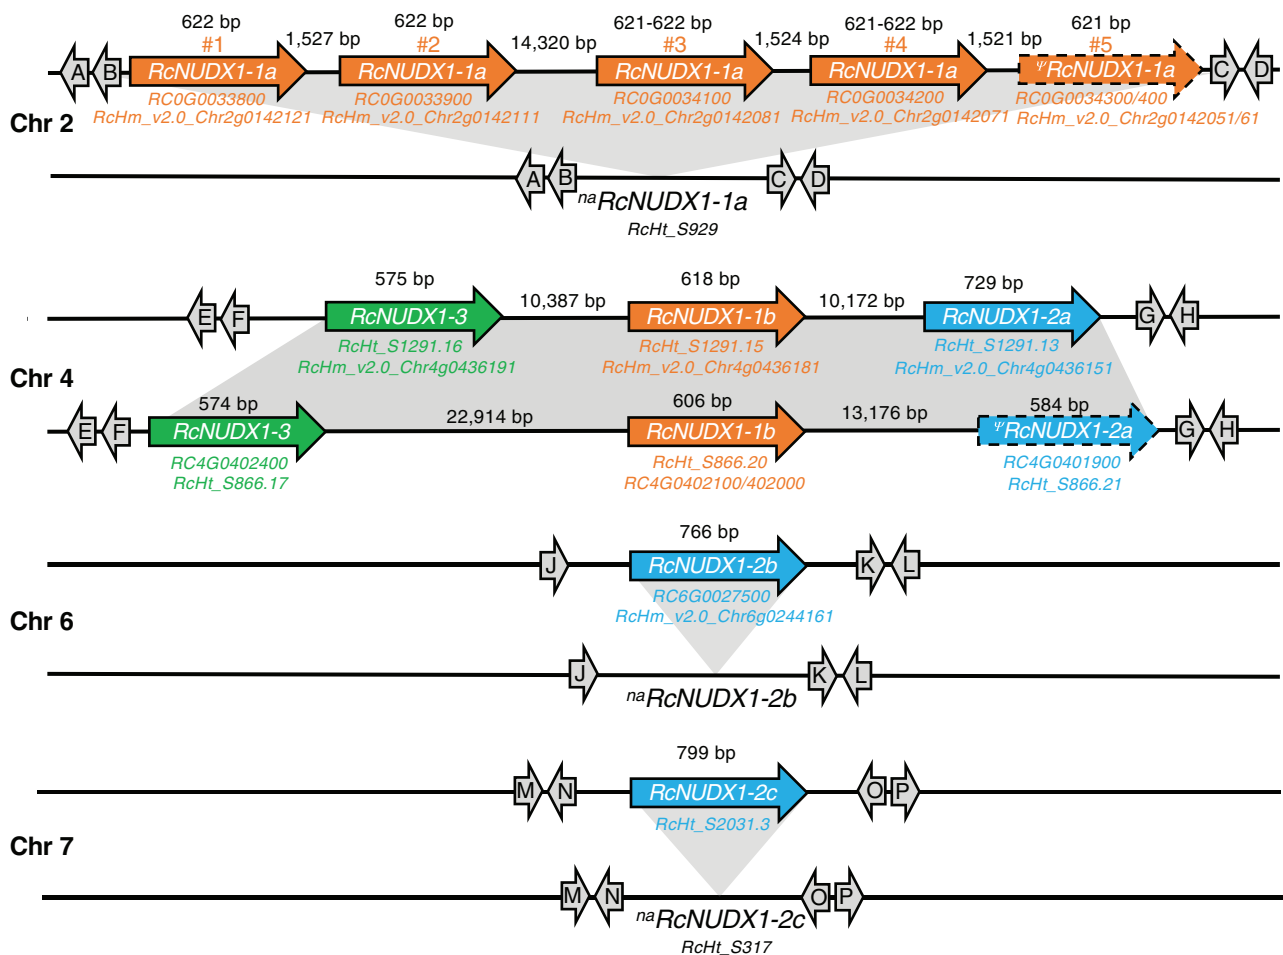 622 bp 622 bp 621-622 bp 621-622 bp 621 bp
#1 1,527 bp #2 14,320 bp #3 1,524 bp #4 1,521 bp #5
A B RcNUDX1-1a RcNUDX1-1a RcNUDX1-1a RcNUDX1-1a ΨRcNUDX1-1a C D
RC0G0033800 RC0G0033900 RC0G0034100 RC0G0034200 RC0G0034300/400
RcHm_v2.0_Chr2g0142121 RcHm_v2.0_Chr2g0142111 RcHm_v2.0_Chr2g0142081 RcHm_v2.0_Chr2g0142071 RcHm_v2.0_Chr2g0142051/61
Chr 2
A B C D
naRcNUDX1-1a
RcHt_S929
575 bp 618 bp 729 bp
10,387 bp 10,172 bp
E F RcNUDX1-3 RcNUDX1-1b RcNUDX1-2a G H
RcHt_S1291.16 RcHt_S1291.15 RcHt_S1291.13
RcHm_v2.0_Chr4g0436191 RcHm_v2.0_Chr4g0436181 RcHm_v2.0_Chr4g0436151
Chr 4
574 bp 22,914 bp 606 bp 13,176 bp 584 bp
E F RcNUDX1-3 RcNUDX1-1b ΨRcNUDX1-2a G H
RC4G0402400 RcHt_S866.20 RC4G0401900
RcHt_S866.17 RC4G0402100/402000 RcHt_S866.21
766 bp
J RcNUDX1-2b K L
RC6G0027500
RcHm_v2.0_Chr6g0244161
Chr 6
J K L
naRcNUDX1-2b
799 bp
M N RcNUDX1-2c O P
RcHt_S2031.3
Chr 7
M N O P
naRcNUDX1-2c
RcHt_S317